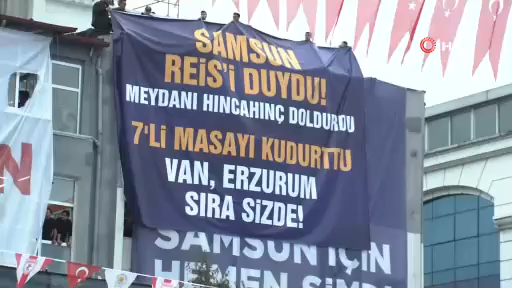 SAMSUN
REİS'İ DUYDU!
MEYDANI HINCAHINÇ DOLDURDU
7'Lİ MASAYI KUDURTTU
VAN, ERZURUM
SIRA SİZDE!
SAMSUN İÇİN